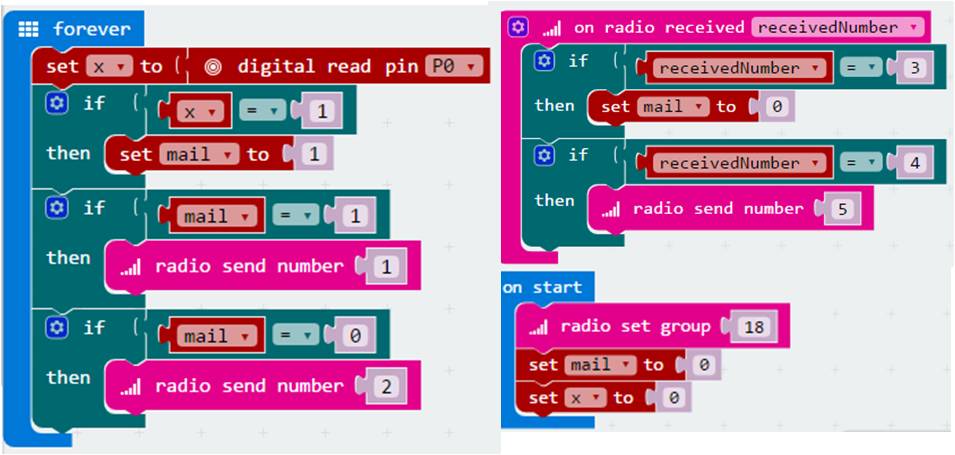 forever
set x to digital read pin P0
if x = 1
then set mail to 1
if mail = 1
then radio send number 1
if mail = 0
then radio send number 2
on radio received receivedNumber
if receivedNumber = 3
then set mail to 0
if receivedNumber = 4
then radio send number 5
on start
radio set group 18
set mail to 0
set x to 0